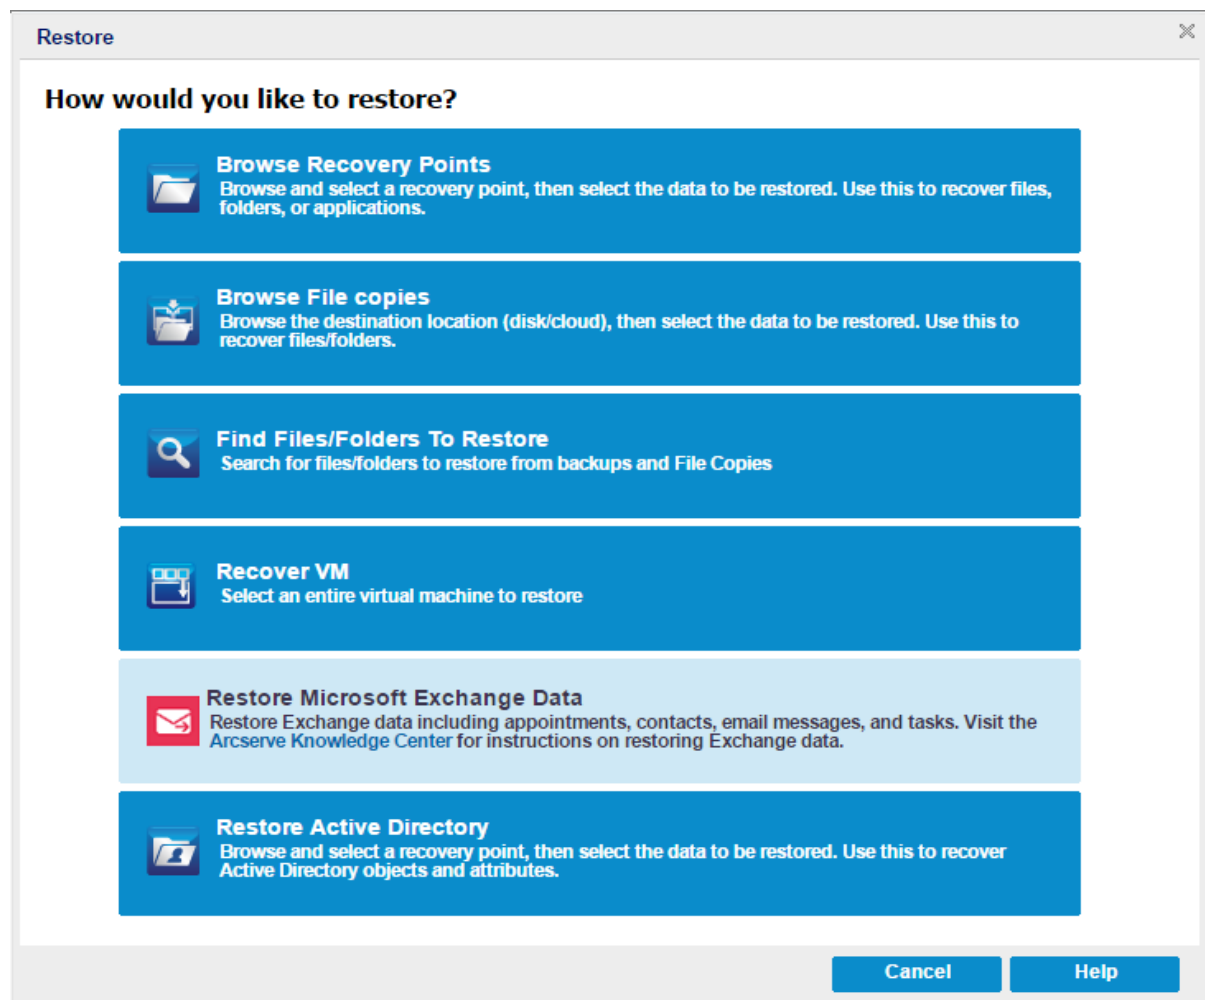 Restore
How would you like to restore?
Browse Recovery Points
Browse and select a recovery point, then select the data to be restored. Use this to recover files,
folders, or applications.
Browse File copies
Browse the destination location (disk/cloud), then select the data to be restored. Use this to
recover files/folders.
Find Files/Folders To Restore
Search for files/folders to restore from backups and File Copies
Recover VM
Select an entire virtual machine to restore
Restore Microsoft Exchange Data
Restore Exchange data including appointments, contacts, email messages, and tasks. Visit the
Arcserve Knowledge Center for instructions on restoring Exchange data.
Restore Active Directory
Browse and select a recovery point, then select the data to be restored. Use this to recover
Active Directory objects and attributes.
Cancel Help